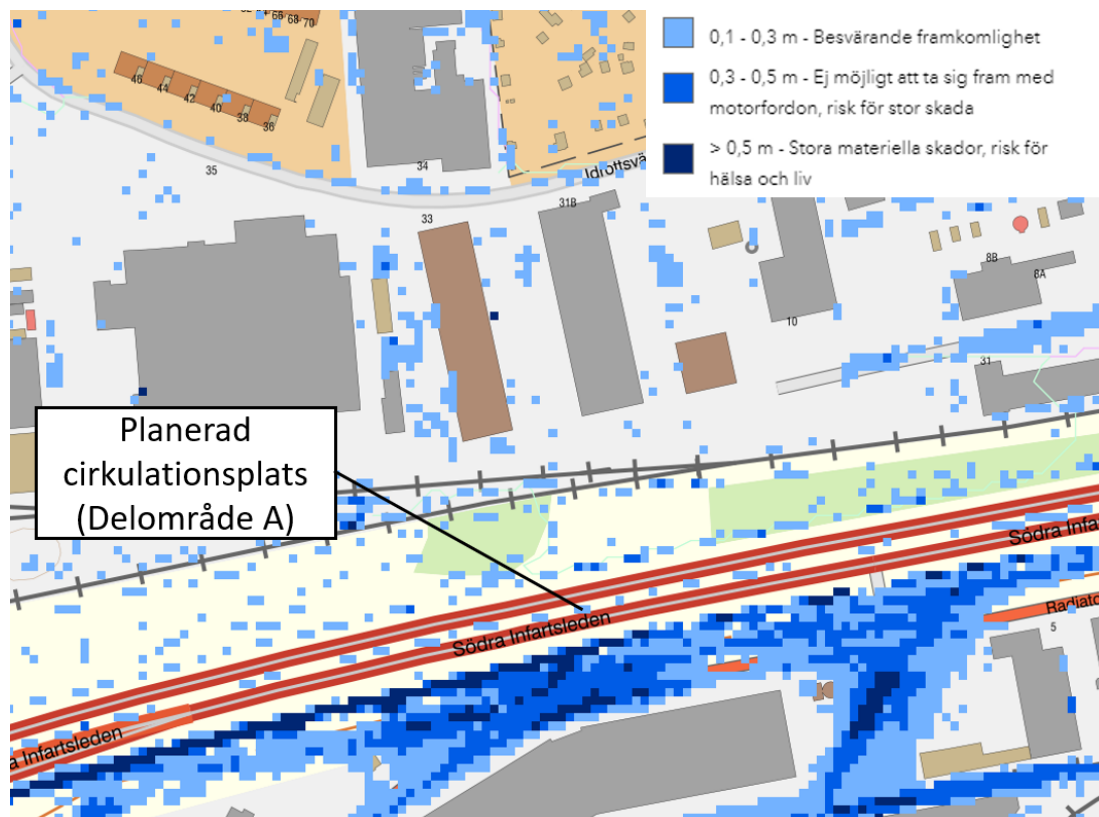 68 70
66
0,1 - 0,3 m - Besvärande framkomlighet
0,3 - 0,5 m - Ej möjligt att ta sig fram med
motorfordon, risk för stor skada
> 0,5 m - Stora materiella skador, risk för
hälsa och liv
46
44
42
40
38
36
35
34
Idrottsvä
31B
33
8B
8A
10
31
Planerad
cirkulationsplats
(Delområde A)
Södra Infa
Södra Infartsleden
Radiato
5
a Infartsleden